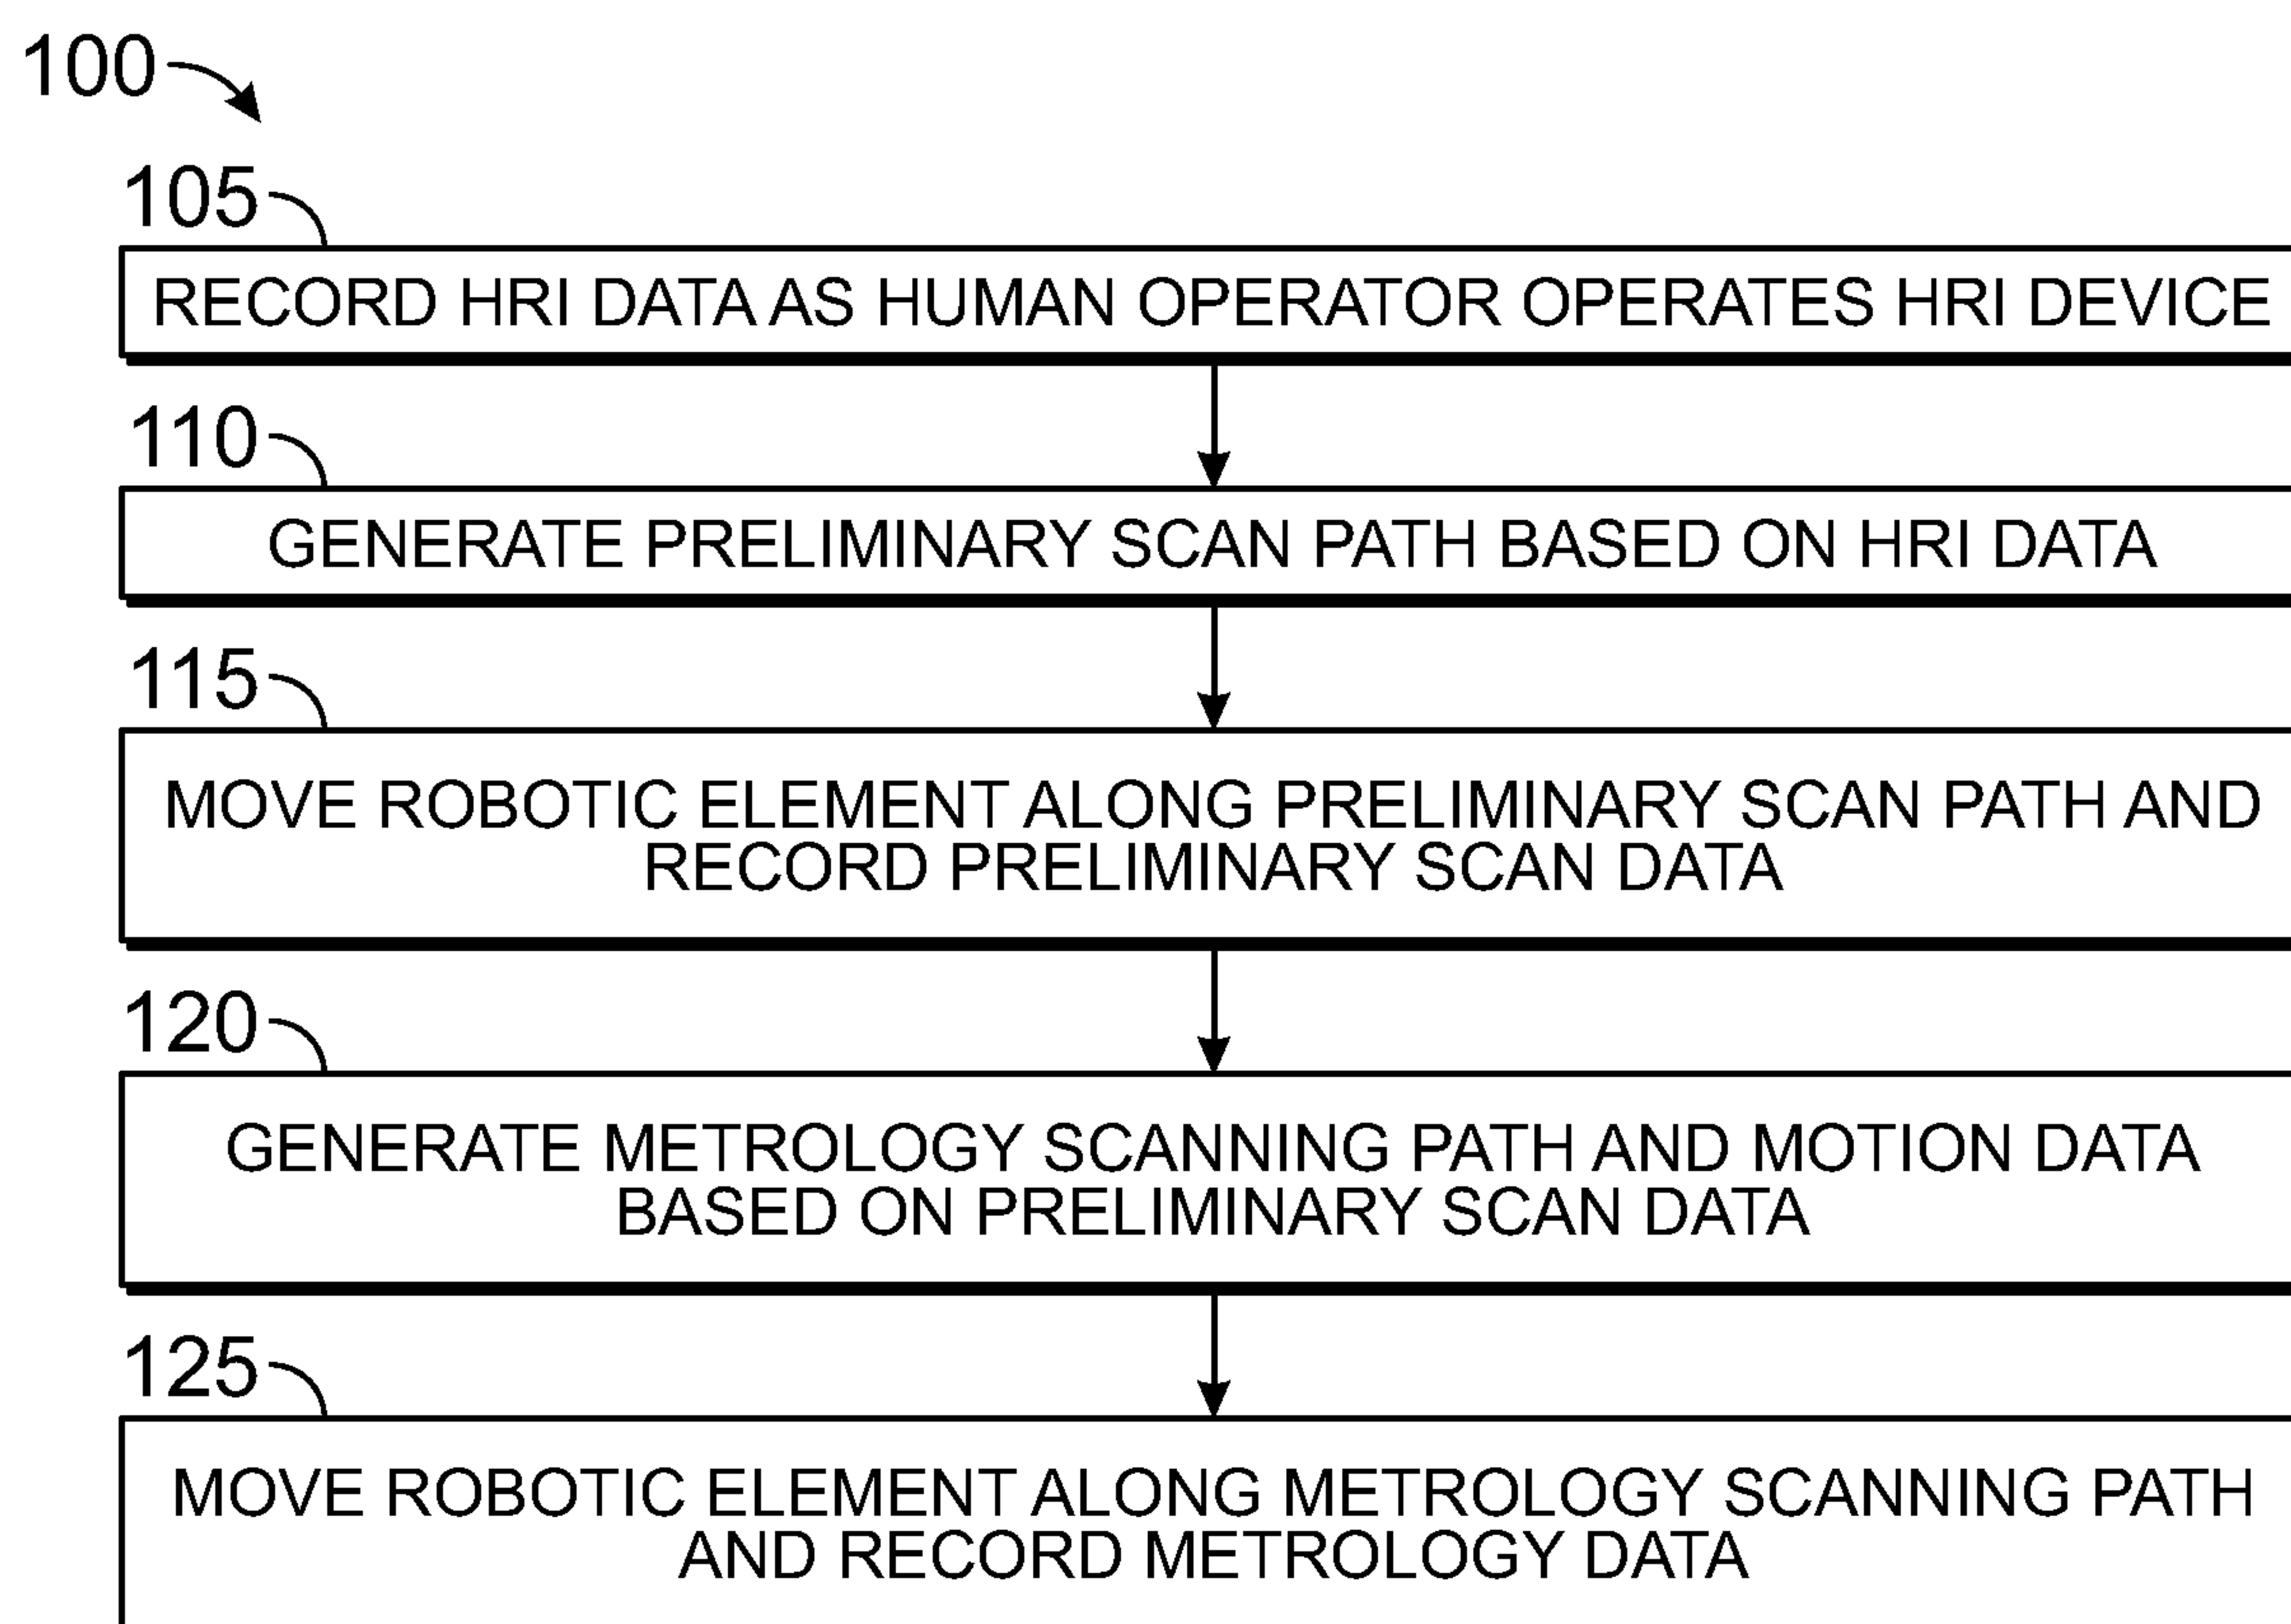 100
105
RECORD HRI DATA AS HUMAN OPERATOR OPERATES HRI DEVICE
110
GENERATE PRELIMINARY SCAN PATH BASED ON HRI DATA
115
MOVE ROBOTIC ELEMENT ALONG PRELIMINARY SCAN PATH AND
RECORD PRELIMINARY SCAN DATA
120
GENERATE METROLOGY SCANNING PATH AND MOTION DATA
BASED ON PRELIMINARY SCAN DATA
125
MOVE ROBOTIC ELEMENT ALONG METROLOGY SCANNING PATH
AND RECORD METROLOGY DATA